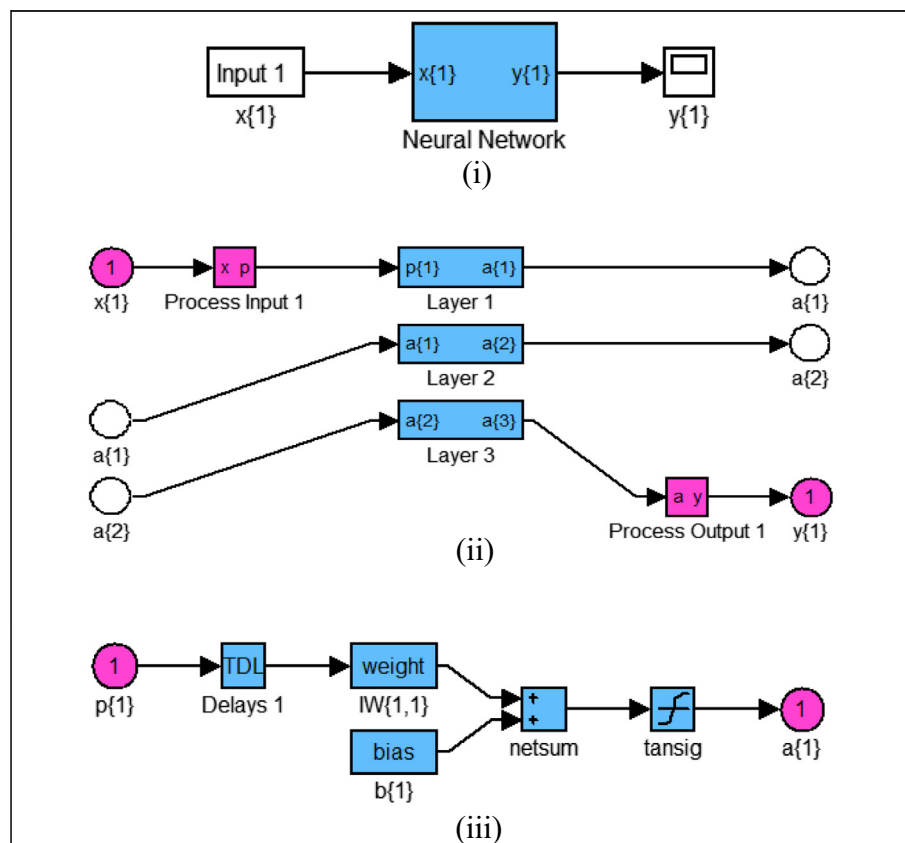 Input 1
x{1}
x{1} y{1}
Neural Network
y{1}
(i)
1
x{1}
x p
Process Input 1
p{1} a{1}
Layer 1
a{1}
a{1} a{2}
Layer 2
a{2}
a{1}
a{2} a{3}
Layer 3
a{2}
a y
Process Output 1
1
y{1}
(ii)
1
p{1}
TDL
Delays 1
weight
IW{1,1}
bias
b{1}
+
+
netsum
tansig
1
a{1}
(iii)